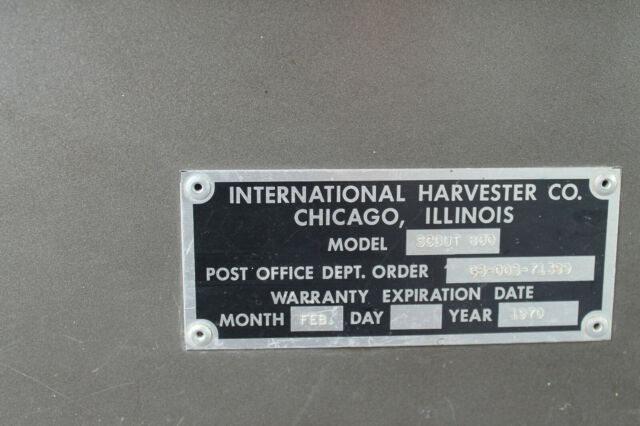 INTERNATIONAL HARVESTER CO.
CHICAGO, ILLINOIS
MODEL SCOUT 800
POST OFFICE DEPT. ORDER
WARRANTY EXPIRATION DATE
MONTH FEB. DAY YEAR 1970